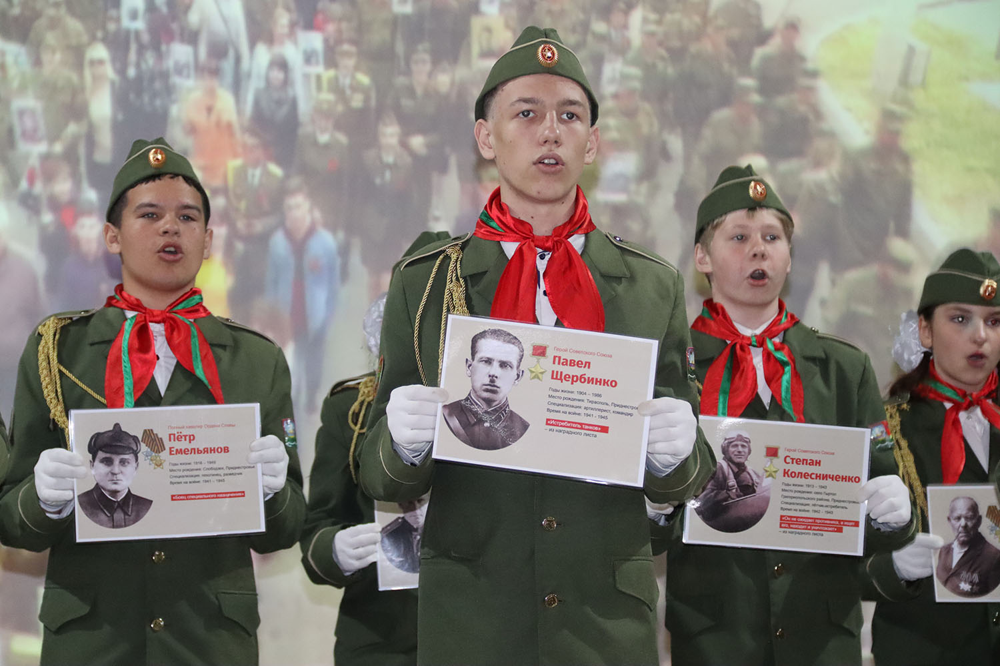 Полный кавалер Ордена Славы
Пётр
Емельянов
Годы жизни: 1916 – 1949
Место рождения: Слободзея, Приднестровье
Специализация: пехотинец, разведчик
Время на войне: 1941 – 1945
«Боец специального назначения»
Герой Советского Союза
Павел
Щербинко
Годы жизни: 1904 - 1986
Место рождения: Тирасполь, Приднестро
Специализация: артиллерист, командир
Время на войне: 1941 - 1945
«Истребитель танков»
– из наградного листа
Герой Советского Союза
Степан
Колесниченко
Годы жизни: 1913 - 1943
Место рождения: село Гыртоп
Григориопольского района, Приднестровье
Специализация: лётчик-истребитель
Время на войне: 1942 - 1943
«Он не ожидает противника, а ищет
его, находит и уничтожает»
– из наградного листа